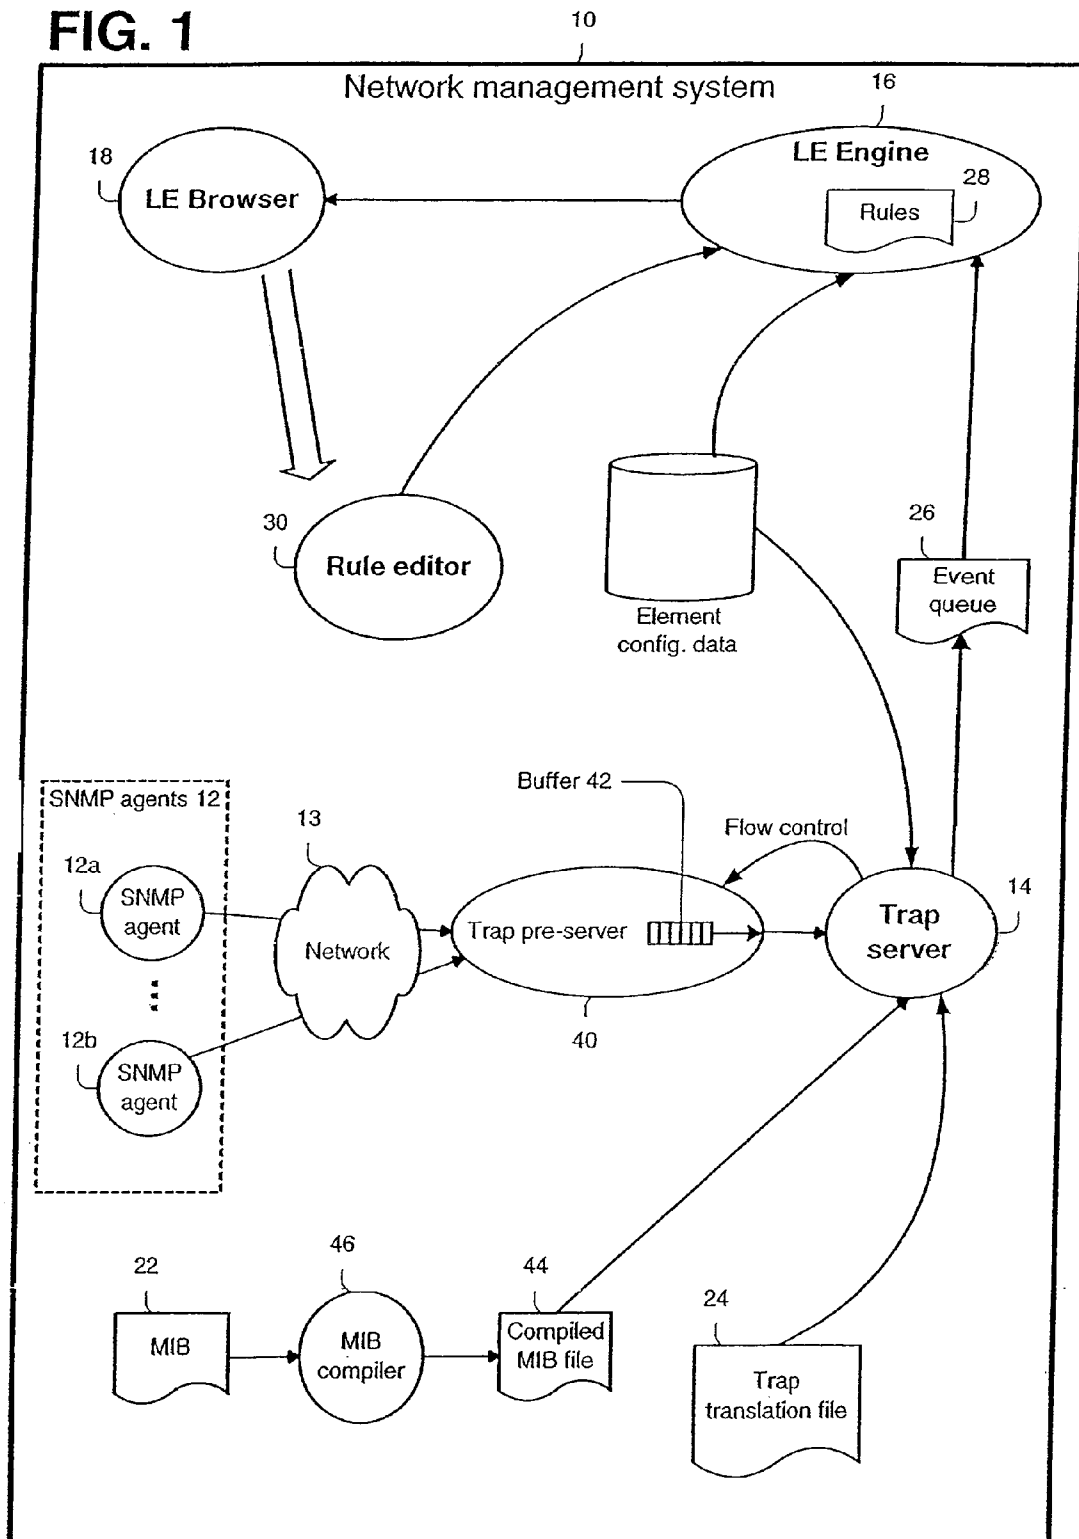 FIG. 1
10
Network management system
16
LE Engine
28
Rules
18
LE Browser
30
Rule editor
Element
config. data
26
Event
queue
SNMP agents 12
12a
SNMP
agent
12b
SNMP
agent
13
Network
Buffer 42
Trap pre-server
40
Flow control
Trap
server
14
22
MIB
46
MIB
compiler
44
Compiled
MIB file
24
Trap
translation file